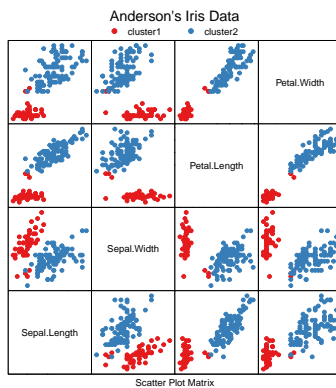 Anderson's Iris Data
cluster1 cluster2
Petal.Width
Petal.Length
Sepal.Width
Sepal.Length
Scatter Plot Matrix